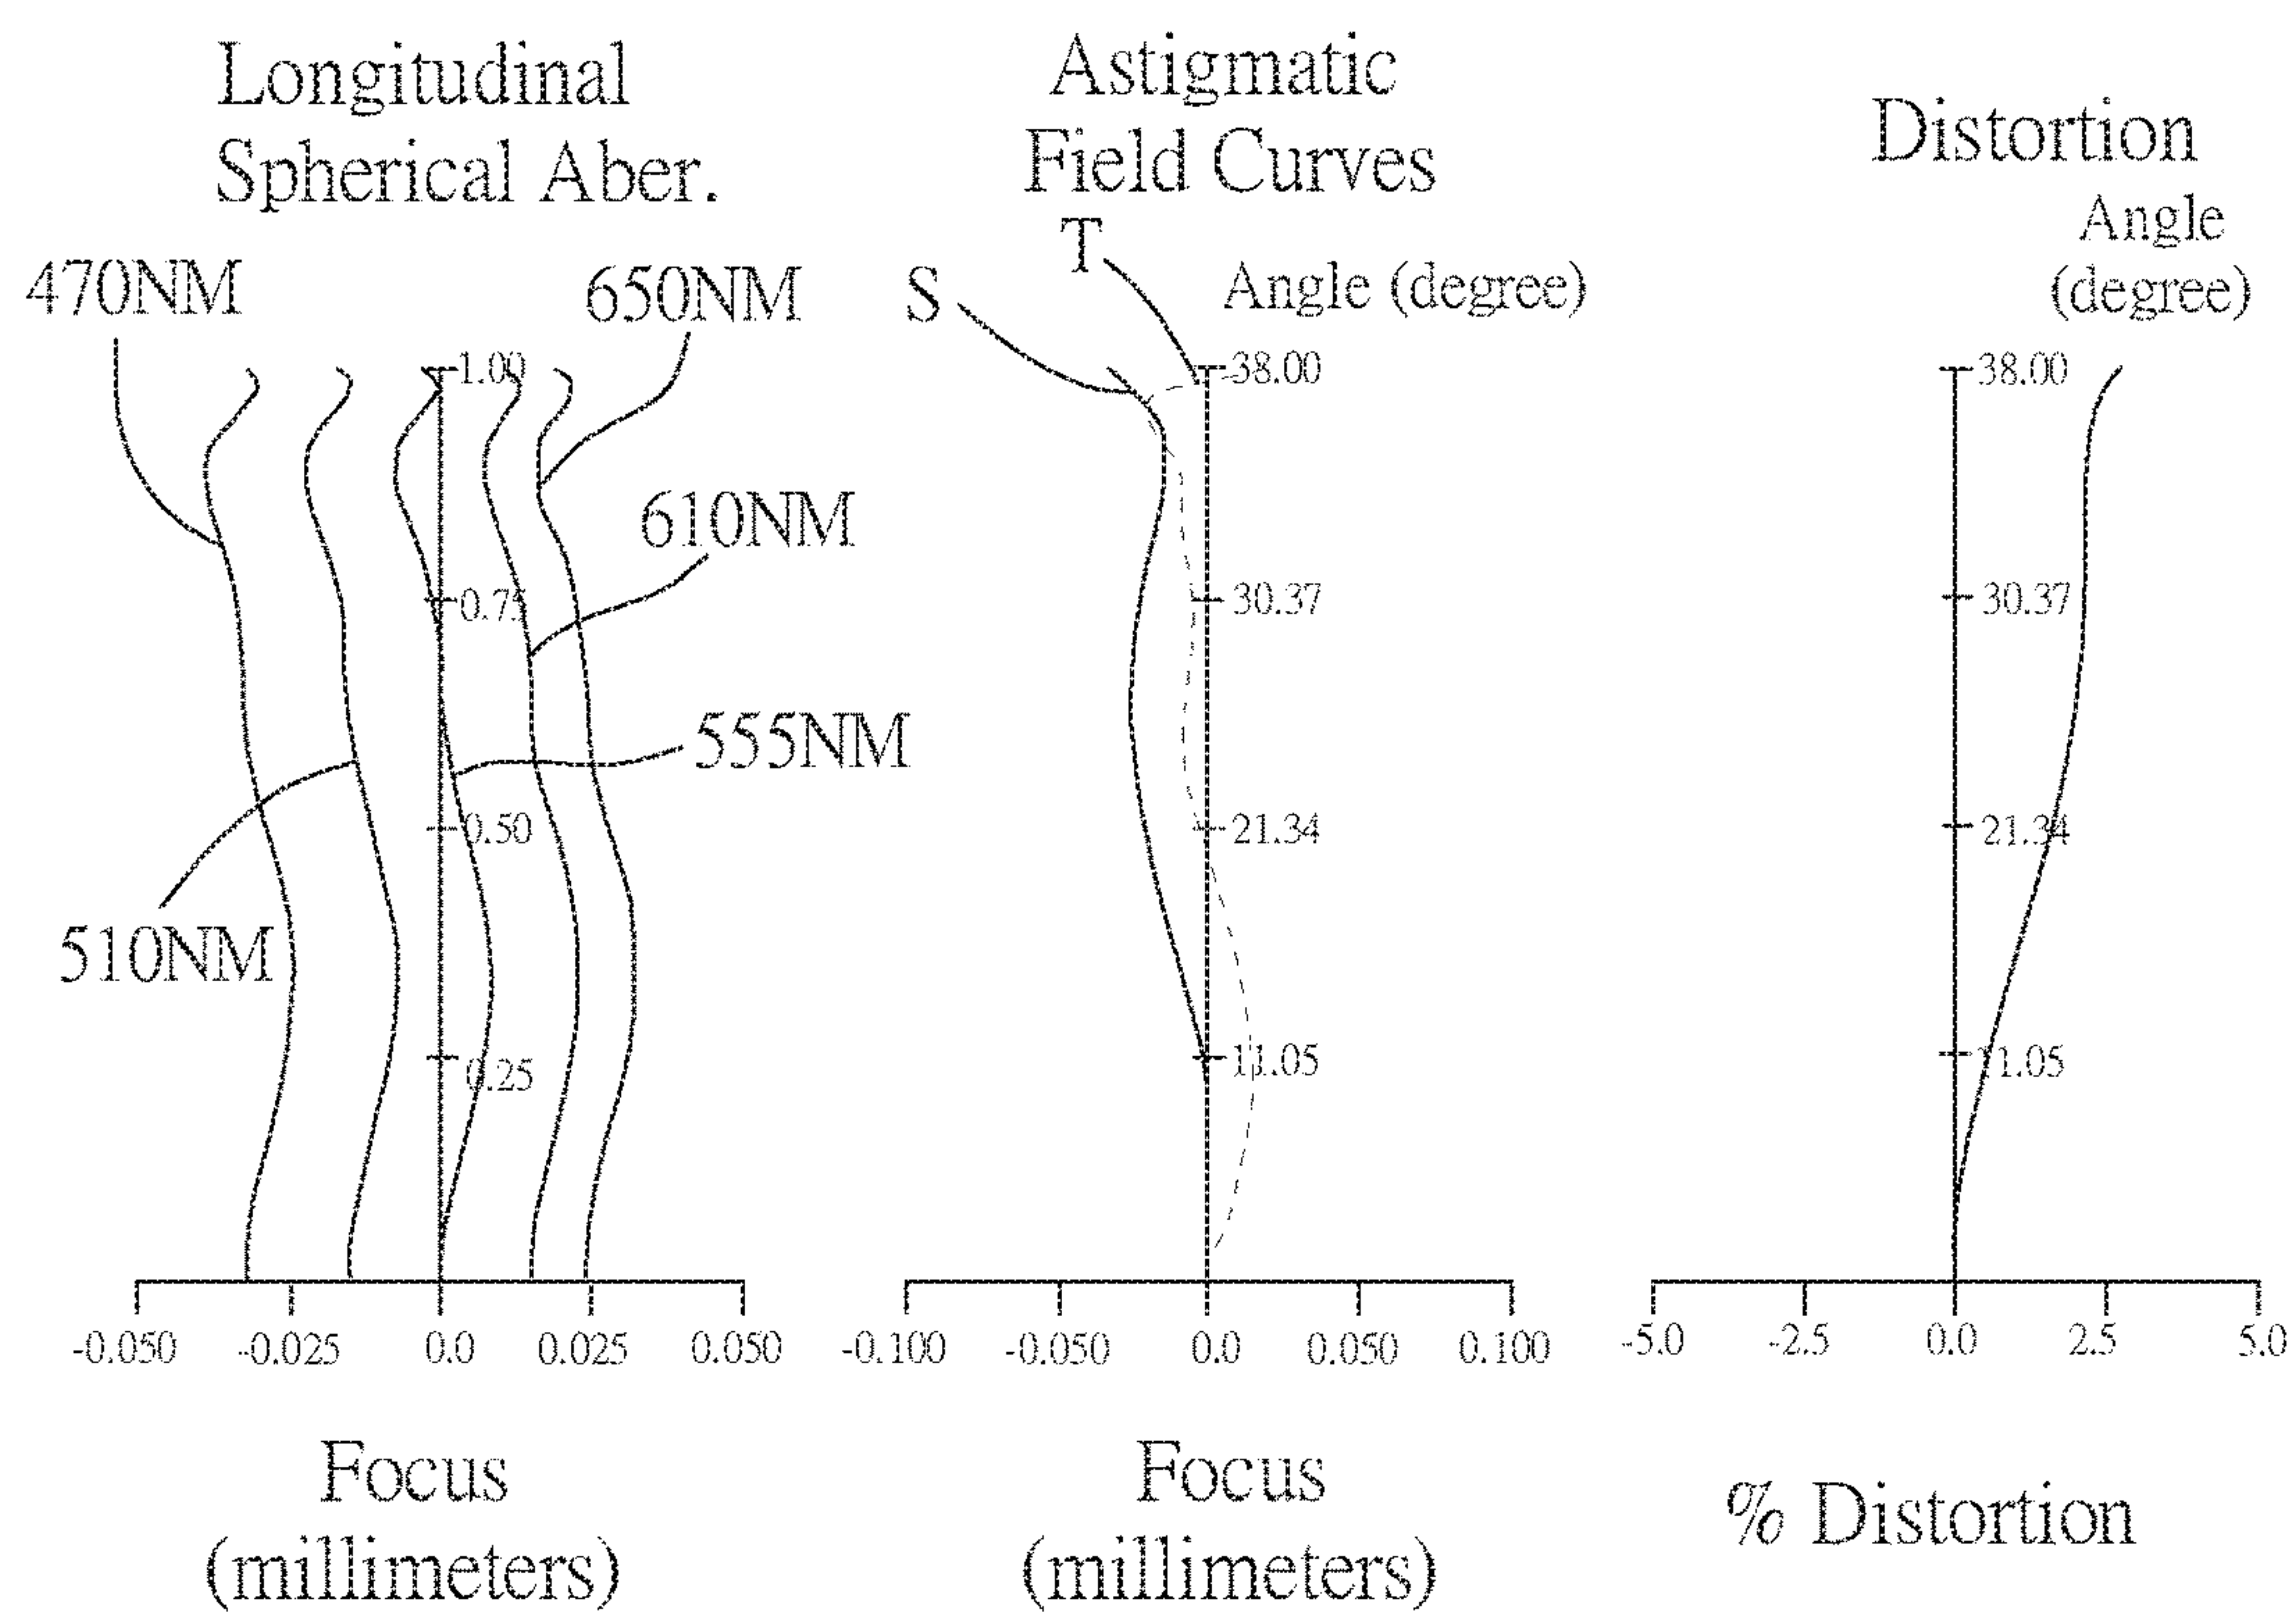 Longitudinal
Spherical Aber.
470NM
650NM
1.00
610NM
0.75
555NM
0.50
510NM
0.25
-0.050 -0.025 0.0 0.025 0.050
Focus
(millimeters)
Astigmatic
Field Curves
T
S
Angle (degree)
38.00
30.37
21.34
11.05
-0.100 -0.050 0.0 0.050 0.100
Focus
(millimeters)
Distortion
Angle
(degree)
38.00
30.37
21.34
11.05
-5.0 -2.5 0.0 2.5 5.0
% Distortion